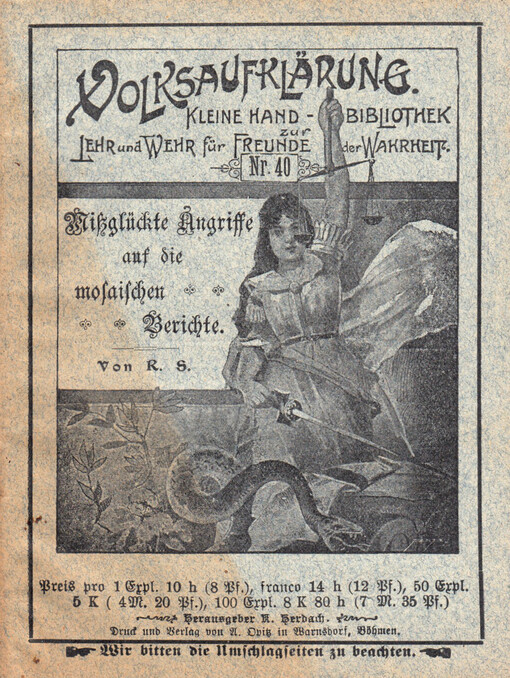 VOLKSAUFKLÄRUNG.
KLEINE HAND-BIBLIOTHEK
zur
LEHR und WEHR für FREUNDE der WAHRHEIT.
Nr. 40
Mißglückte Angriffe
auf die
mosaischen
Berichte.
Von R. S.
Preis pro 1 Expl. 10 h (8 Pf.), franco 14 h (12 Pf.), 50 Expl.
5 K ( 4 M. 20 Pf.), 100 Expl. 8 K 80 h (7 M. 35 Pf.)
Herausgeber A. Herdach.
Druck und Verlag von A. Opitz in Warnsdorf, Böhmen.
Wir bitten die Umschlagseiten zu beachten.